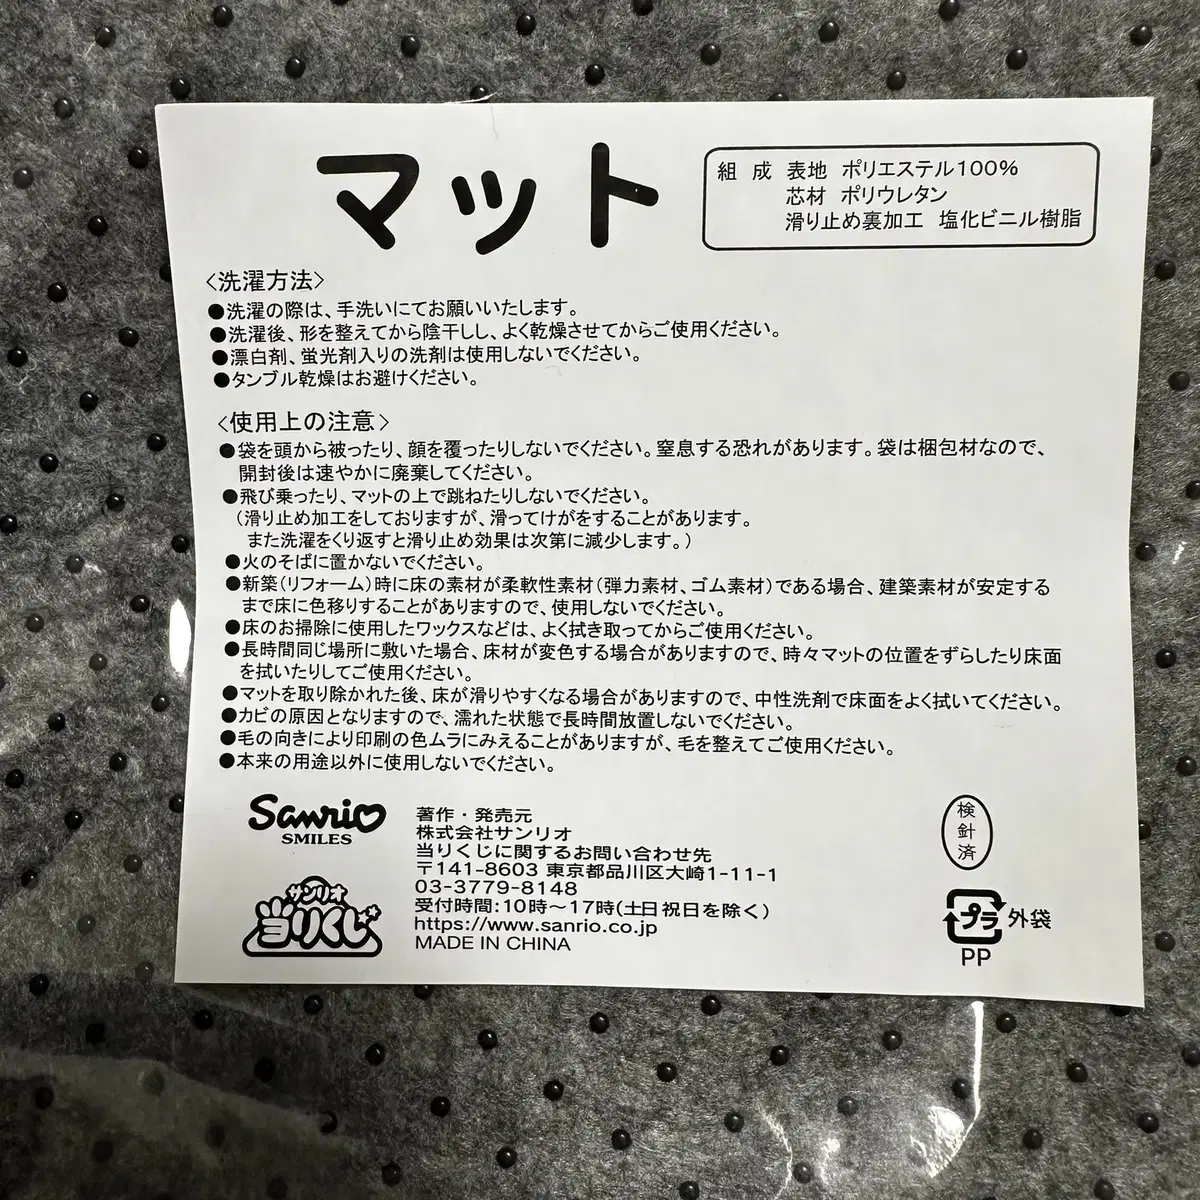 マット
組 成 表地 ポリエステル100%
芯材 ポリウレタン
滑り止め裏加工 塩化ビニル樹脂
<洗濯方法>
●洗濯の際は、手洗いにてお願いいたします。
●洗濯後、形を整えてから陰干しし、よく乾燥させてからご使用ください。
●漂白剤、蛍光剤入りの洗剤は使用しないでください。
●タンブル乾燥はお避けください。
<使用上の注意>
●袋を頭から被ったり、顔を覆ったりしないでください。窒息する恐れがあります。袋は梱包材なので、
開封後は速やかに廃棄してください。
●飛び乗ったり、マットの上で跳ねたりしないでください。
(滑り止め加工をしておりますが、滑ってけがをすることがあります。
また洗濯をくり返すと滑り止め効果は次第に減少します。)
●火のそばに置かないでください。
●新築(リフォーム)時に床の素材が柔軟性素材(弾力素材、ゴム素材)である場合、建築素材が安定する
まで床に色移りすることがありますので、使用しないでください。
●床のお掃除に使用したワックスなどは、よく拭き取ってからご使用ください。
●長時間同じ場所に敷いた場合、床材が変色する場合がありますので、時々マットの位置をずらしたり床面
を拭いたりしてご使用ください。
●マットを取り除かれた後、床が滑りやすくなる場合がありますので、中性洗剤で床面をよく拭いてください。
●カビの原因となりますので、濡れた状態で長時間放置しないでください。
●毛の向きにより印刷の色ムラにみえることがありますが、毛を整えてご使用ください。
●本来の用途以外に使用しないでください。
Sanrio
SMILES
サンリオ
当りくじ
著作・発売元
株式会社サンリオ
当りくじに関するお問い合わせ先
〒141-8603 東京都品川区大崎1-11-1
03-3779-8148
受付時間:10時～17時(土日祝日を除く)
https://www.sanrio.co.jp
MADE IN CHINA
検
針
済
プラ 外袋
PP